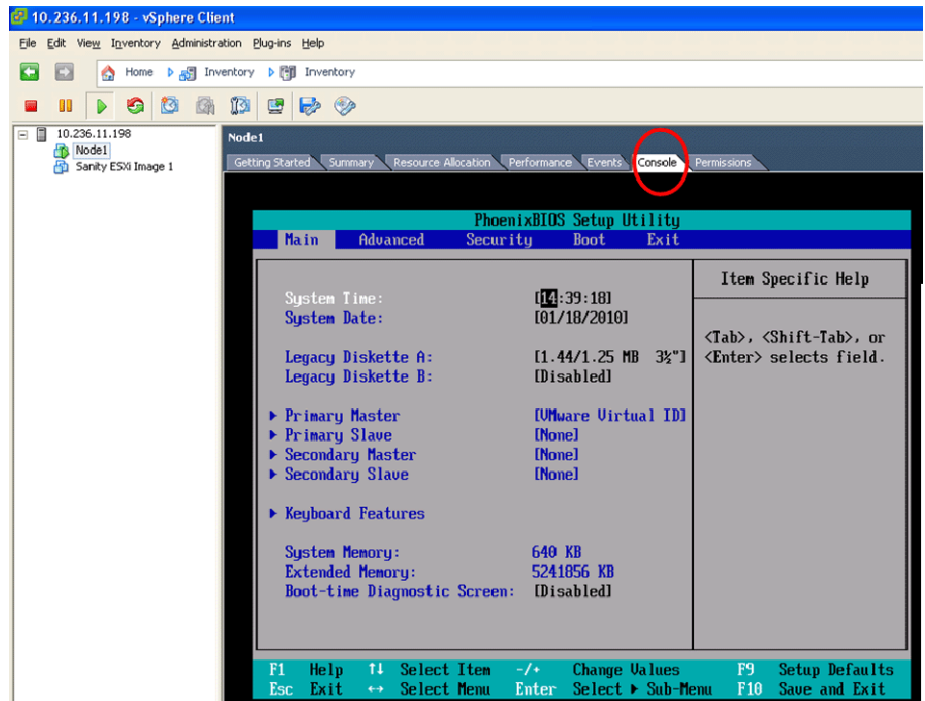 10.236.11.198 - vSphere Client
File Edit View Inventory Administration Plug-ins Help
Home Inventory Inventory
10.236.11.198
Node1
Sanity ESXi Image 1
Node1
Getting Started Summary Resource Allocation Performance Events Console Permissions
PhoenixBIOS Setup Utility
Main Advanced Security Boot Exit
Item Specific Help
System Time: [14:39:18]
System Date: [01/18/2010]
<Tab>, <Shift-Tab>, or
<Enter> selects field.
Legacy Diskette A: [1.44/1.25 MB 3½"]
Legacy Diskette B: [Disabled]
▶ Primary Master [VMware Virtual ID]
▶ Primary Slave [None]
▶ Secondary Master [None]
▶ Secondary Slave [None]
▶ Keyboard Features
System Memory: 640 KB
Extended Memory: 5241856 KB
Boot-time Diagnostic Screen: [Disabled]
F1 Help ↑↓ Select Item -/+ Change Values F9 Setup Defaults
Esc Exit ↔ Select Menu Enter Select ▶ Sub-Menu F10 Save and Exit